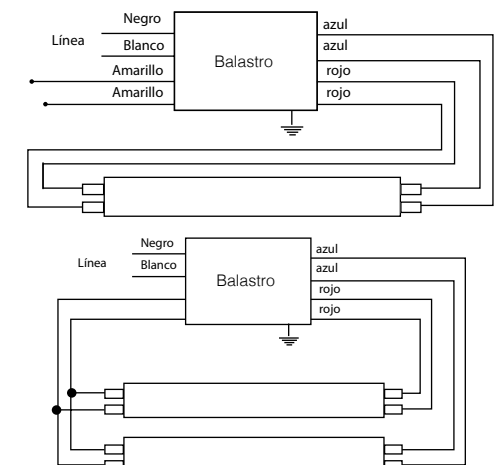 Negro
azul
Línea
Blanco
azul
Balastro
Amarillo
rojo
Amarillo
rojo
Negro
azul
Línea
Blanco
azul
Balastro
rojo
rojo